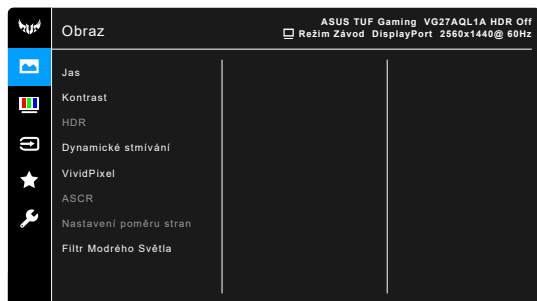 Obraz
ASUS TUF Gaming VG27AQL1A HDR Off
Režim Závod DisplayPort 2560x1440@ 60Hz
Jas
Kontrast
HDR
Dynamické stmívání
VividPixel
ASCR
Nastavení poměru stran
Filtr Modrého Světla